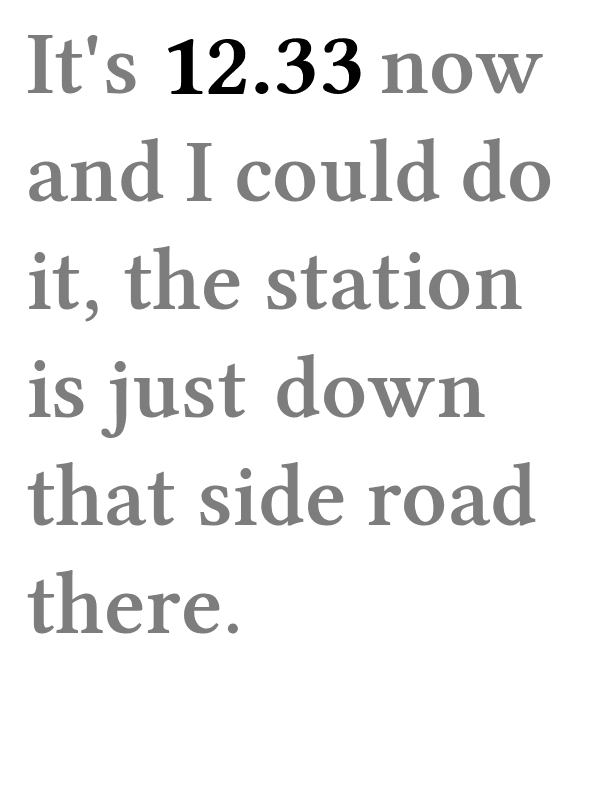 It's 12.33 now
and I could do
it, the station
is just down
that side road
there.